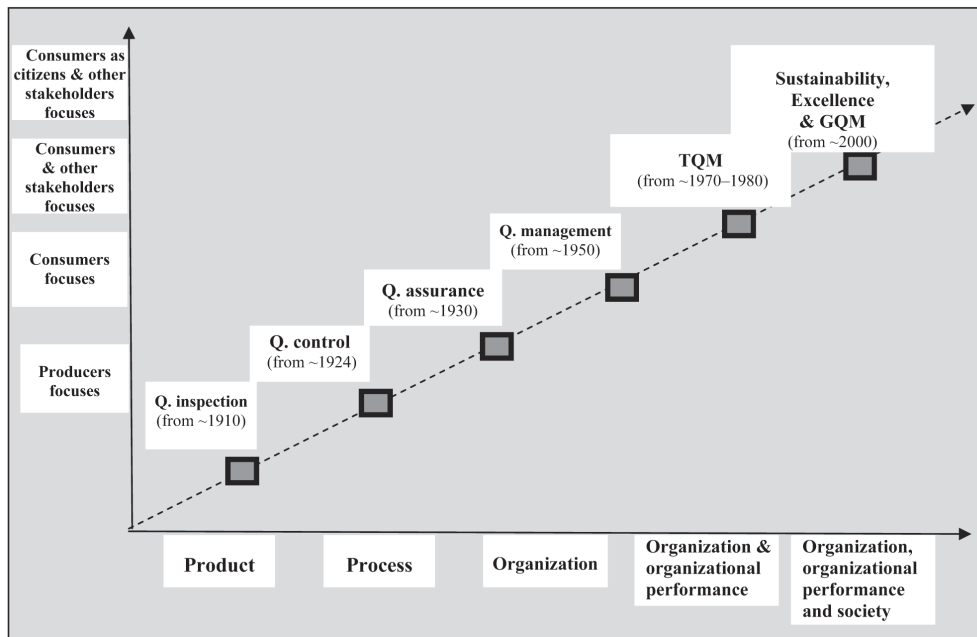 Consumers as
citizens & other
stakeholders
focuses
Consumers
& other
stakeholders
focuses
Consumers
focuses
Producers
focuses
Sustainability,
Excellence
& GQM
(from ~2000)
TQM
(from ~1970–1980)
Q. management
(from ~1950)
Q. assurance
(from ~1930)
Q. control
(from ~1924)
Q. inspection
(from ~1910)
Product
Process
Organization
Organization &
organizational
performance
Organization,
organizational
performance
and society